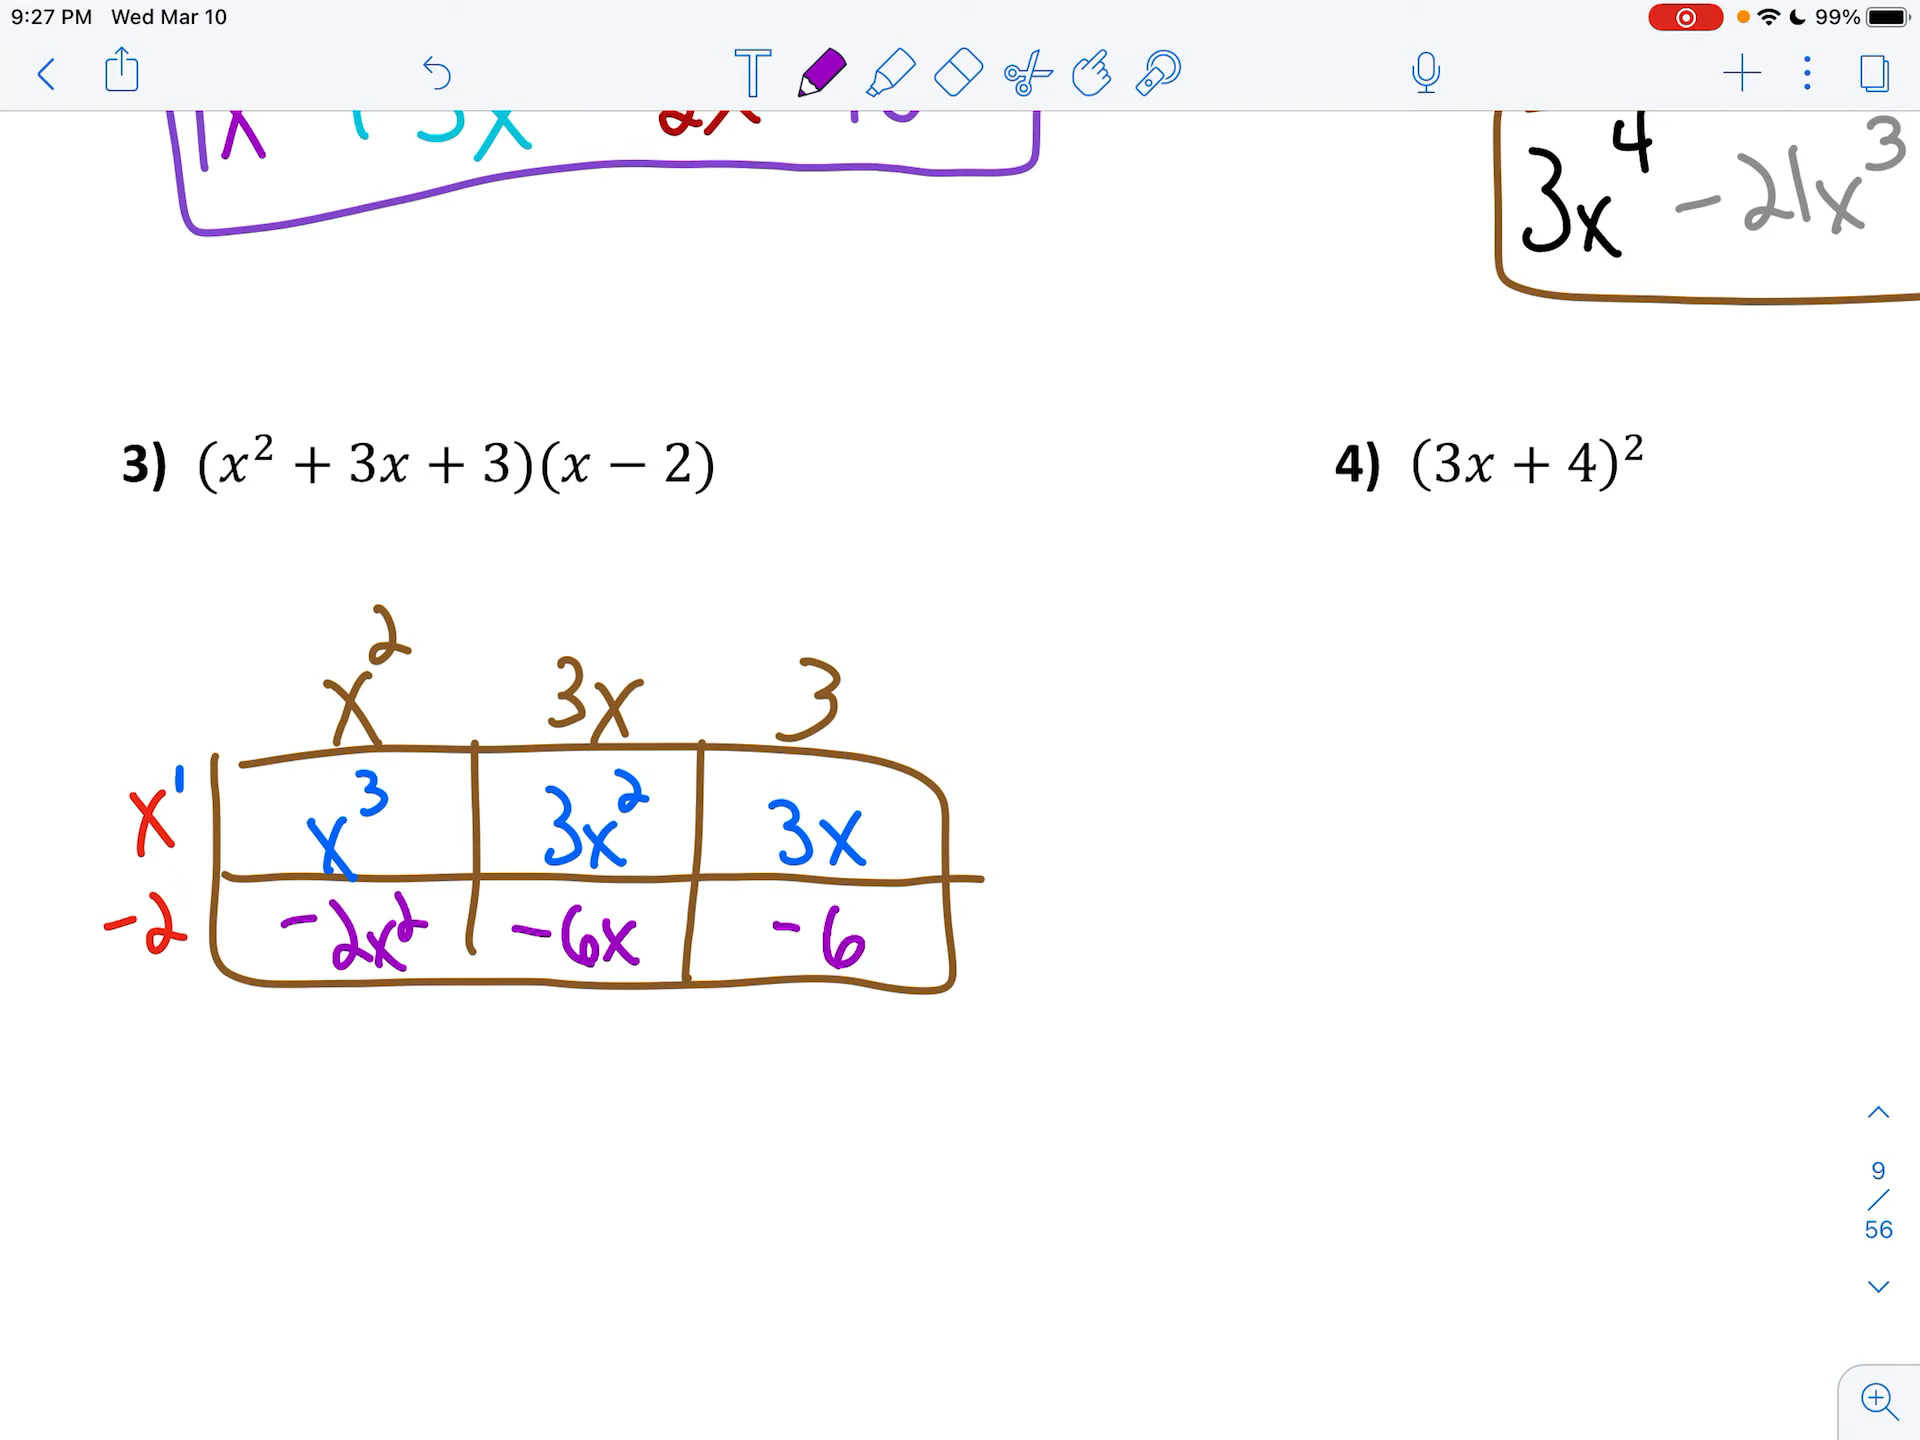 9:27 PM Wed Mar 10
99%
3x⁴ - 21x³
3) (x² + 3x + 3)(x − 2)
4) (3x + 4)²
x² 3x 3
x¹ x³ 3x² 3x
-2 -2x² -6x -6
9
/
56